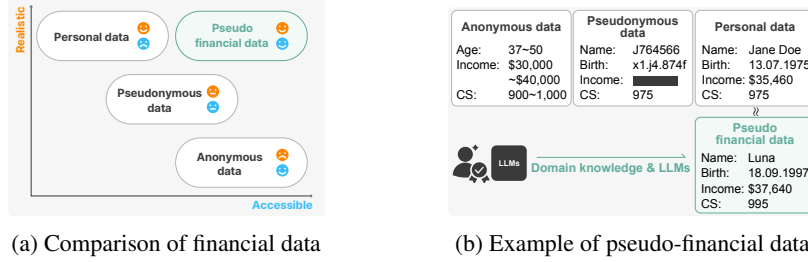 Realistic
Personal data
Pseudo
financial data
Pseudonymous
data
Anonymous
data
Accessible
(a) Comparison of financial data
Anonymous data
Age: 37~50
Income: $30,000
~$40,000
CS: 900~1,000
Pseudonymous
data
Name: J764566
Birth: x1.j4.874f
Income:
CS: 975
Personal data
Name: Jane Doe
Birth: 13.07.1975
Income: $35,460
CS: 975
≈
LLMs
Domain knowledge & LLMs
Pseudo
financial data
Name: Luna
Birth: 18.09.1997
Income: $37,640
CS: 995
(b) Example of pseudo-financial data